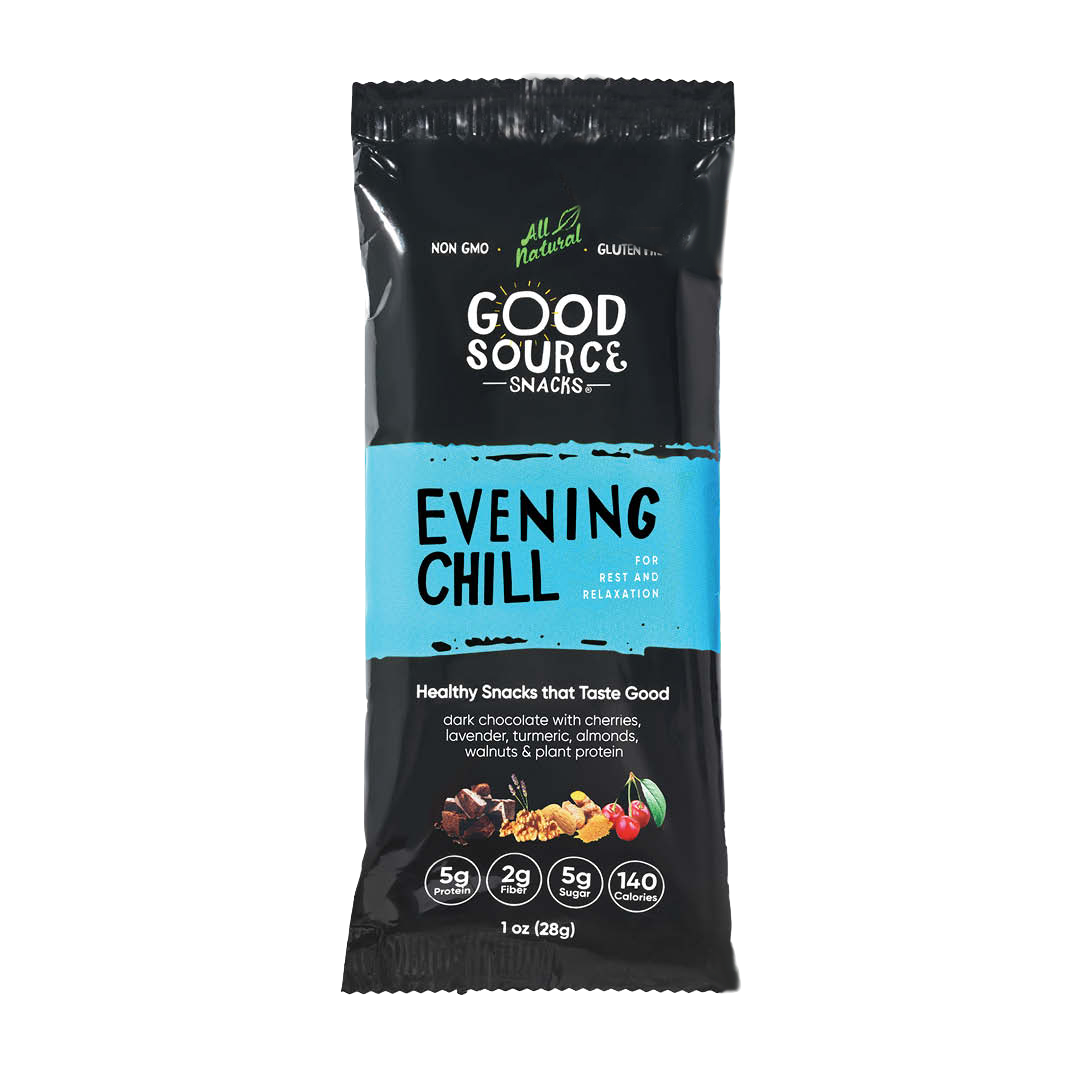 NON GMO · All Natural · GLUTEN
GOOD
SOURCE
SNACKS®
EVENING
CHILL
FOR
REST AND
RELAXATION
Healthy Snacks that Taste Good
dark chocolate with cherries,
lavender, turmeric, almonds,
walnuts & plant protein
5g
Protein
2g
Fiber
5g
Sugar
140
Calories
1 oz (28g)